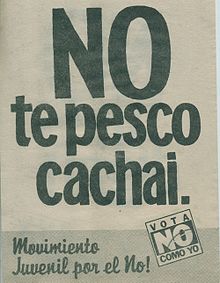 NO
te pesco
cachai.
VOTA
NO
COMO YO
Movimiento
Juvenil por el No!